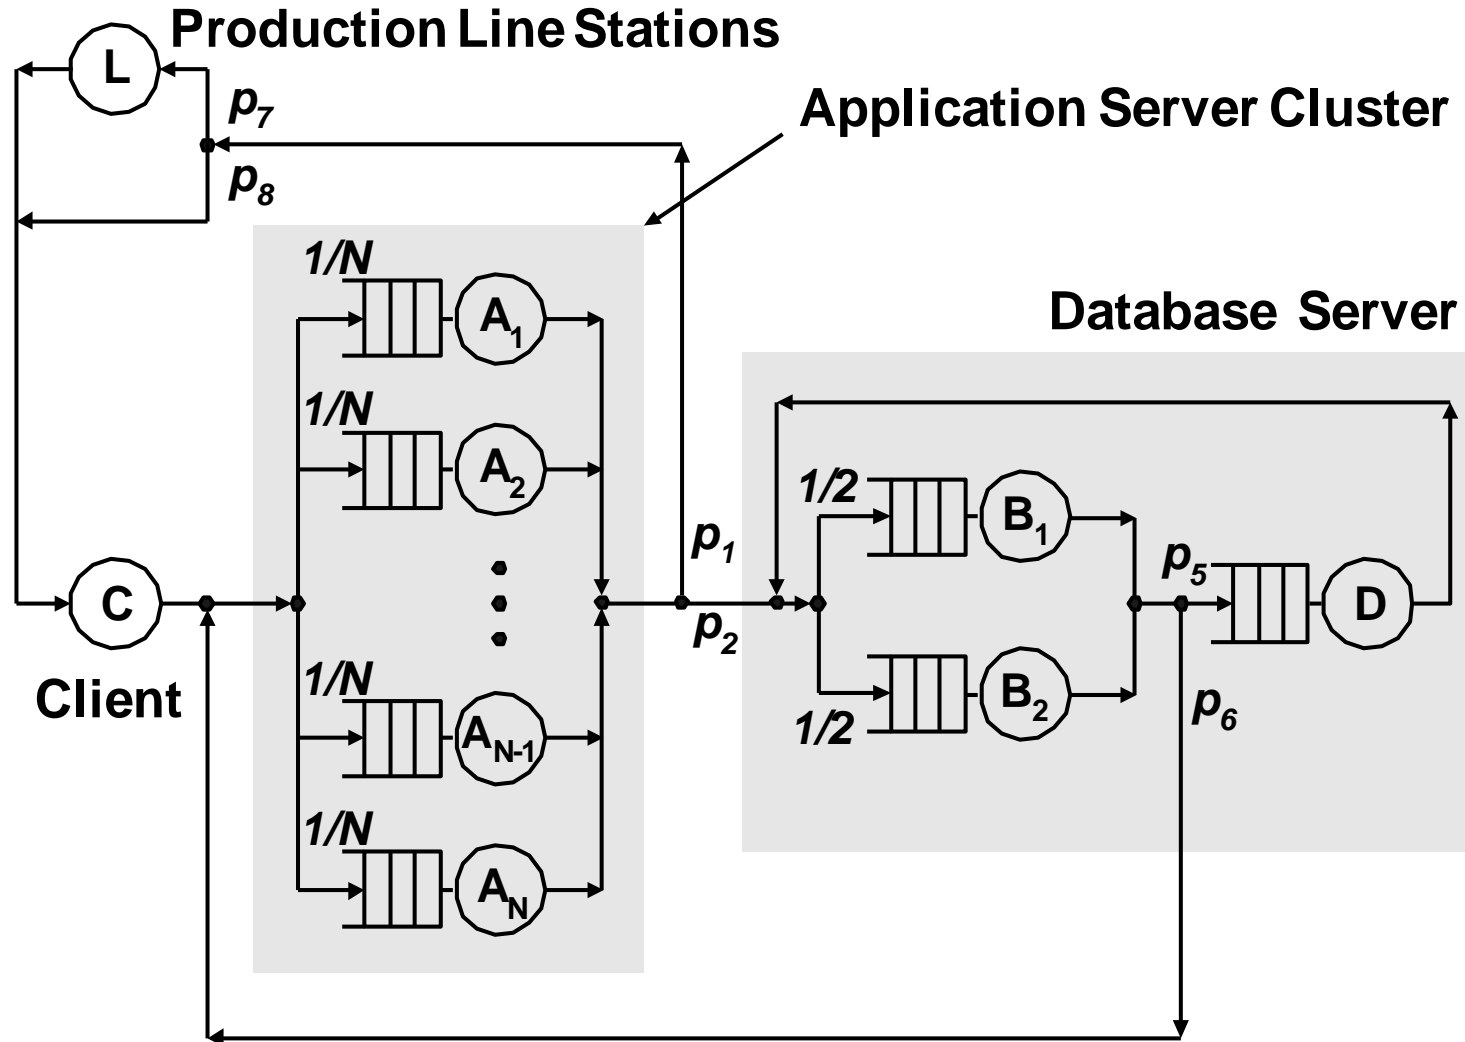 Production Line Stations
L
p7
Application Server Cluster
p8
1/N
A1
Database Server
1/N
A2
1/2
B1
p1
p5
C
D
p2
Client
1/N
B2
p6
1/2
AN-1
1/N
AN